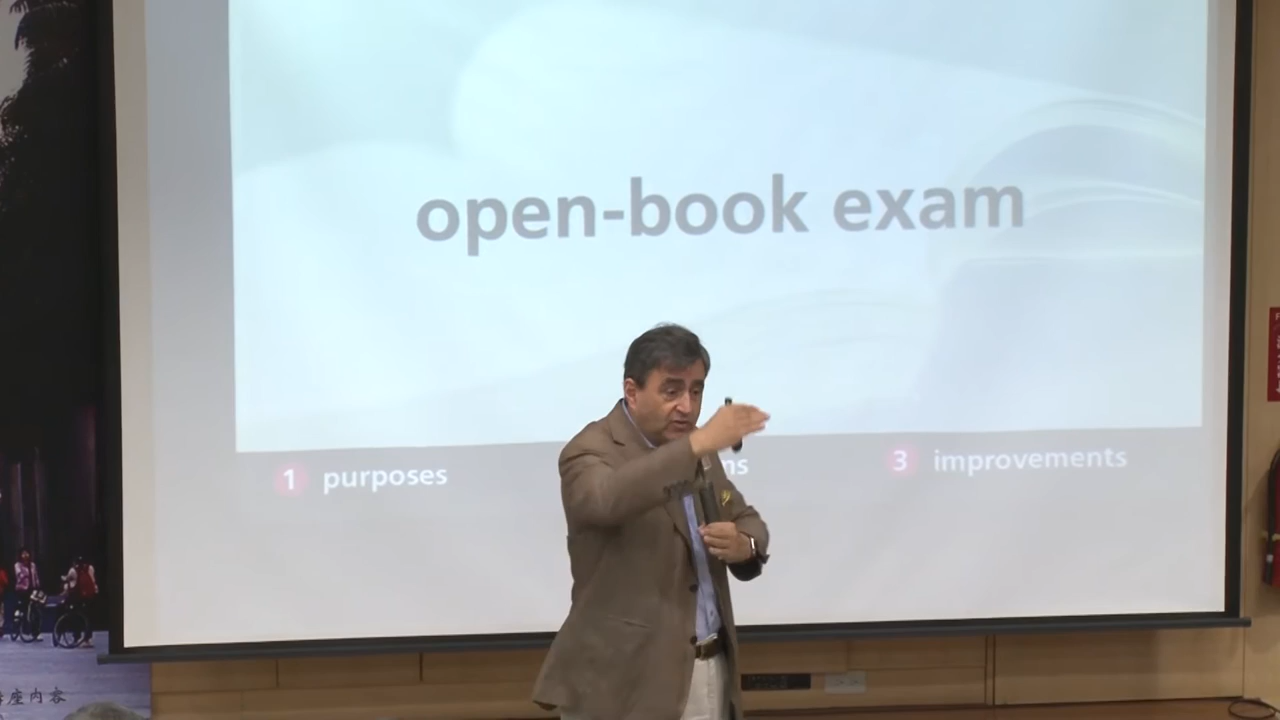 open-book exam
1 purposes
3 improvements
座内容